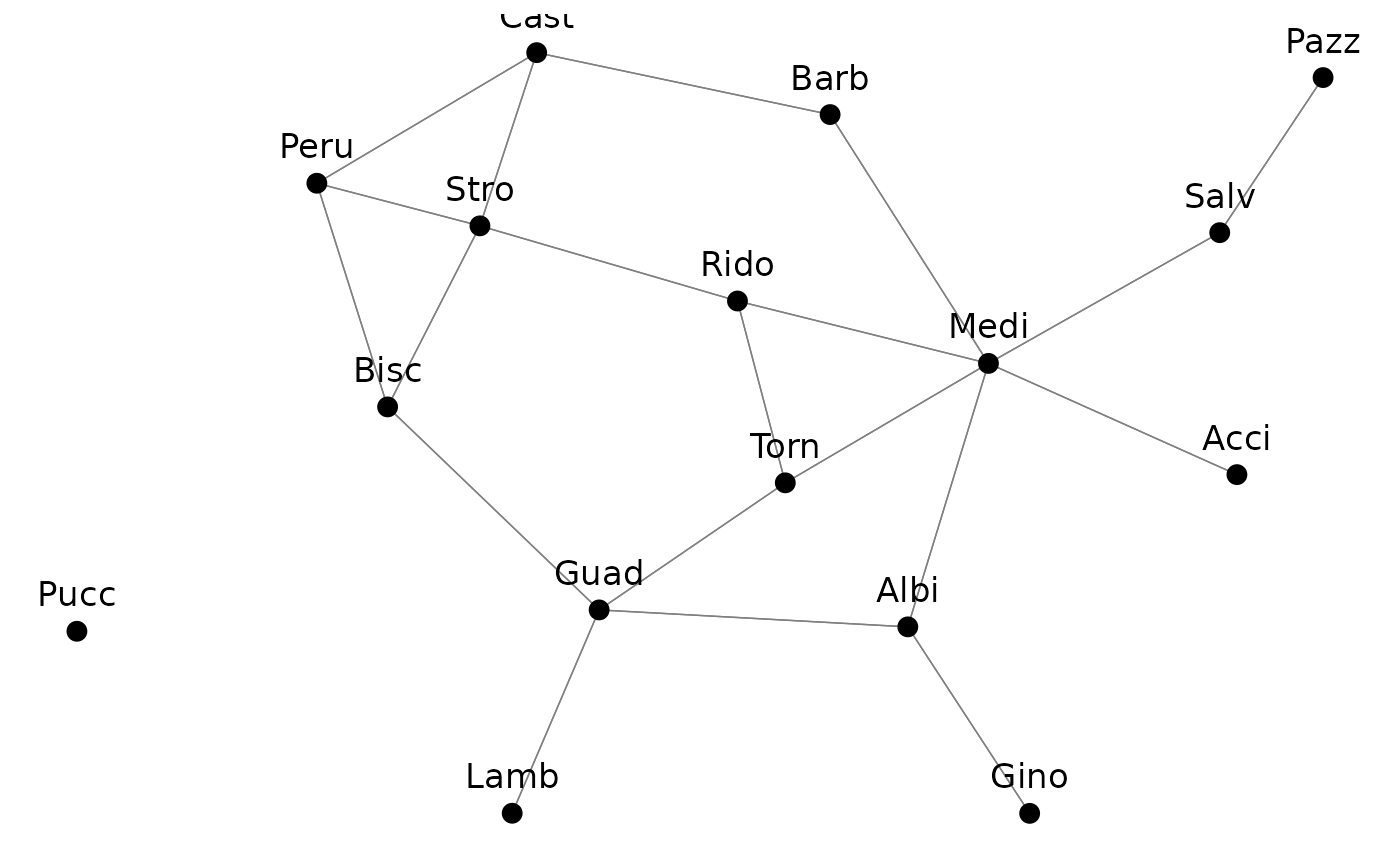 Cast
Pazz
Barb
Peru
Stro
Salv
Rido
Medi
Bisc
Acci
Torn
Guad
Albi
Pucc
Lamb
Gino